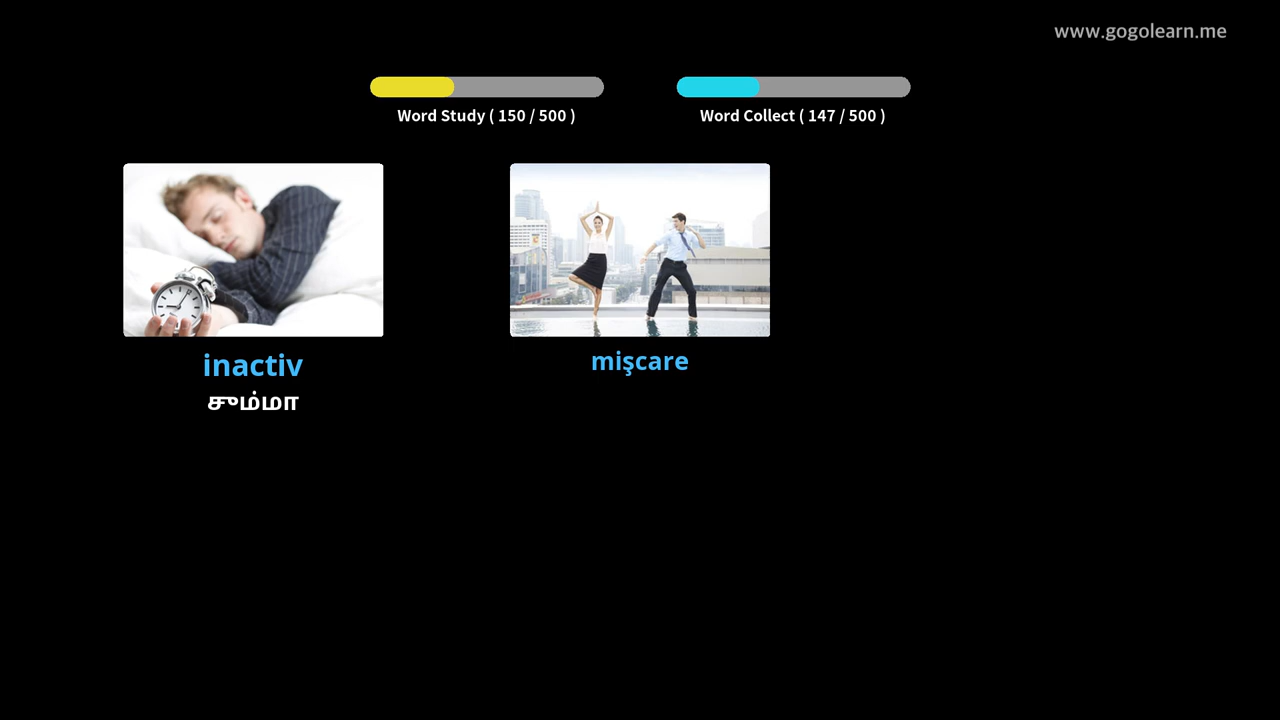 www.gogolearn.me
Word Study ( 150 / 500 )
Word Collect ( 147 / 500 )
inactiv
mişcare
சும்மா